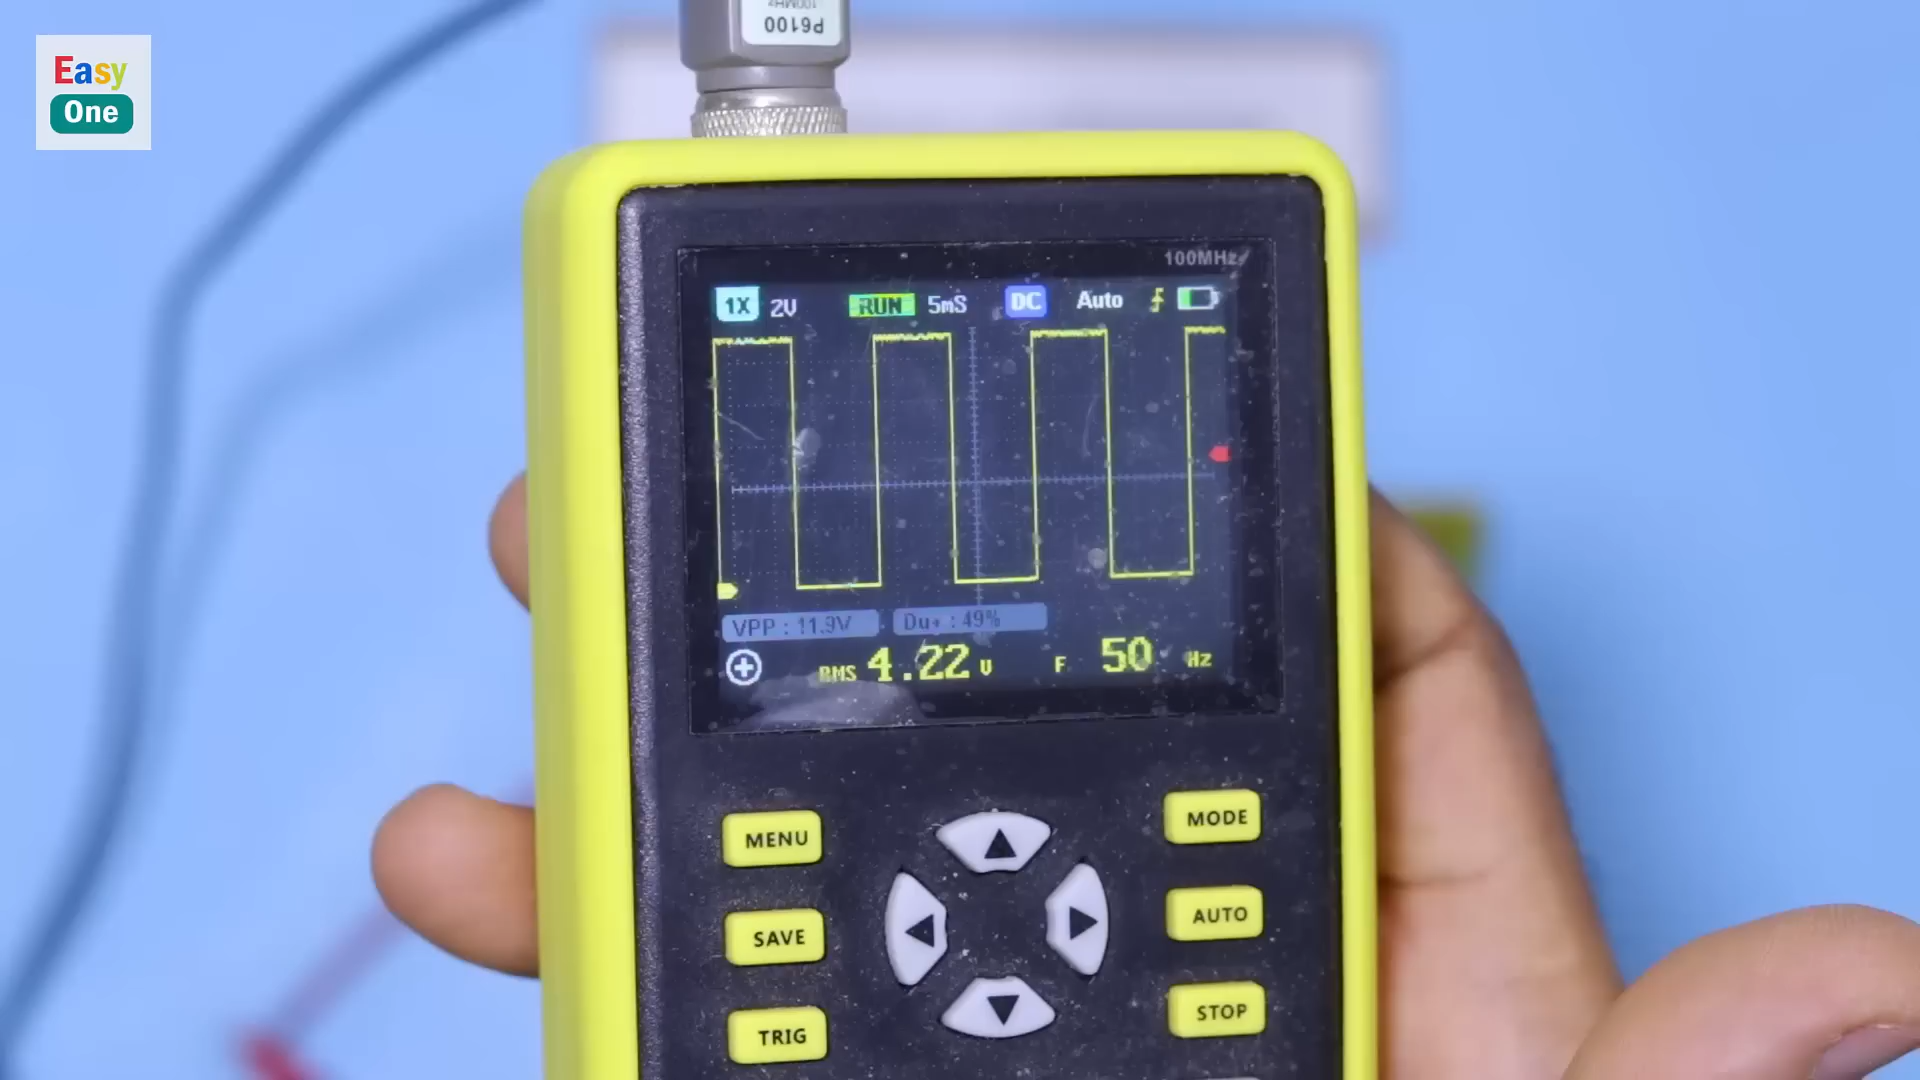 Easy
One
P6100
100MHz
100MHz
1X 2V RUN 5mS DC Auto
VPP : 11.9V Du+ : 49%
RMS 4.22 V F 50 Hz
MENU
MODE
SAVE
AUTO
TRIG
STOP